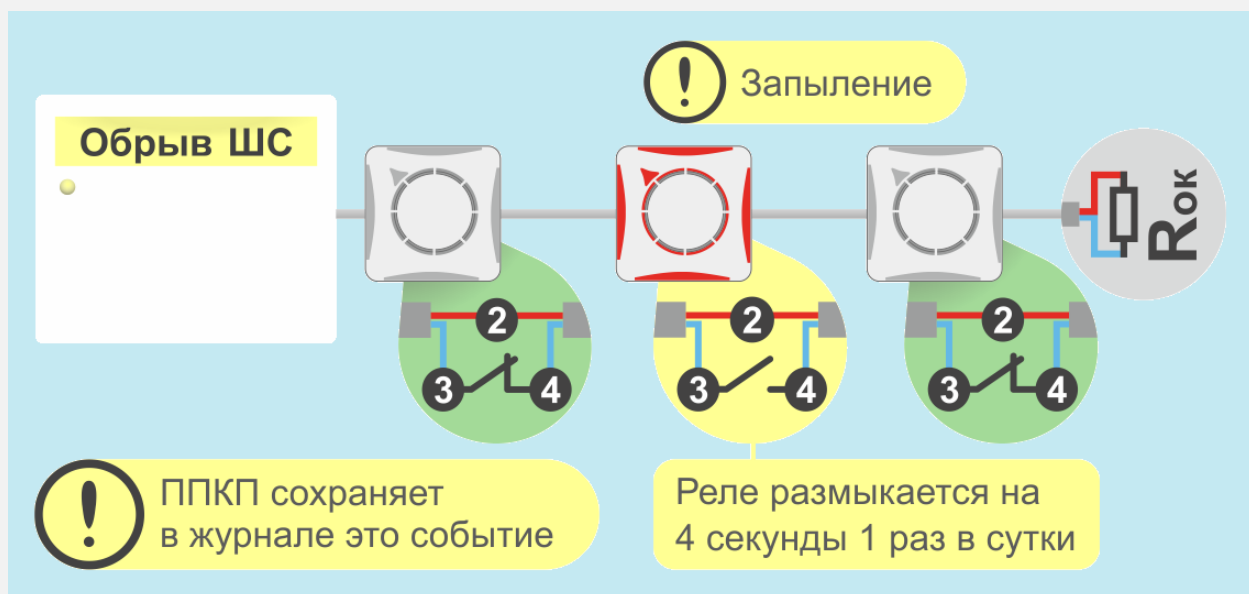 Запыление
Обрыв ШС
Rок
2
3
4
2
3
4
2
3
4
ППКП сохраняет
в журнале это событие
Реле размыкается на
4 секунды 1 раз в сутки